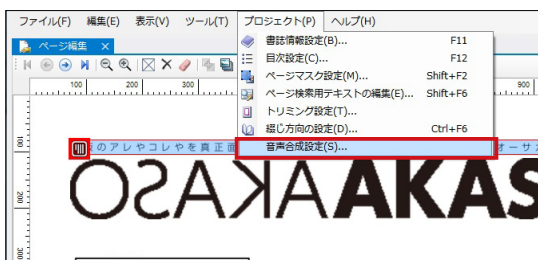 ファイル(F) 編集(E) 表示(V) ツール(T) プロジェクト(P) ヘルプ(H)
ページ編集 ×
書誌情報設定(B)... F11
目次設定(C)... F12
ページマスク設定(M)... Shift+F2
ページ検索用テキストの編集(E)... Shift+F6
トリミング設定(T)...
綴じ方向の設定(D)... Ctrl+F6
音声合成設定(S)...
100 200 300 900
100
200
300
のアレやコレやを真正面 オーサカ
OSAKAAKAS